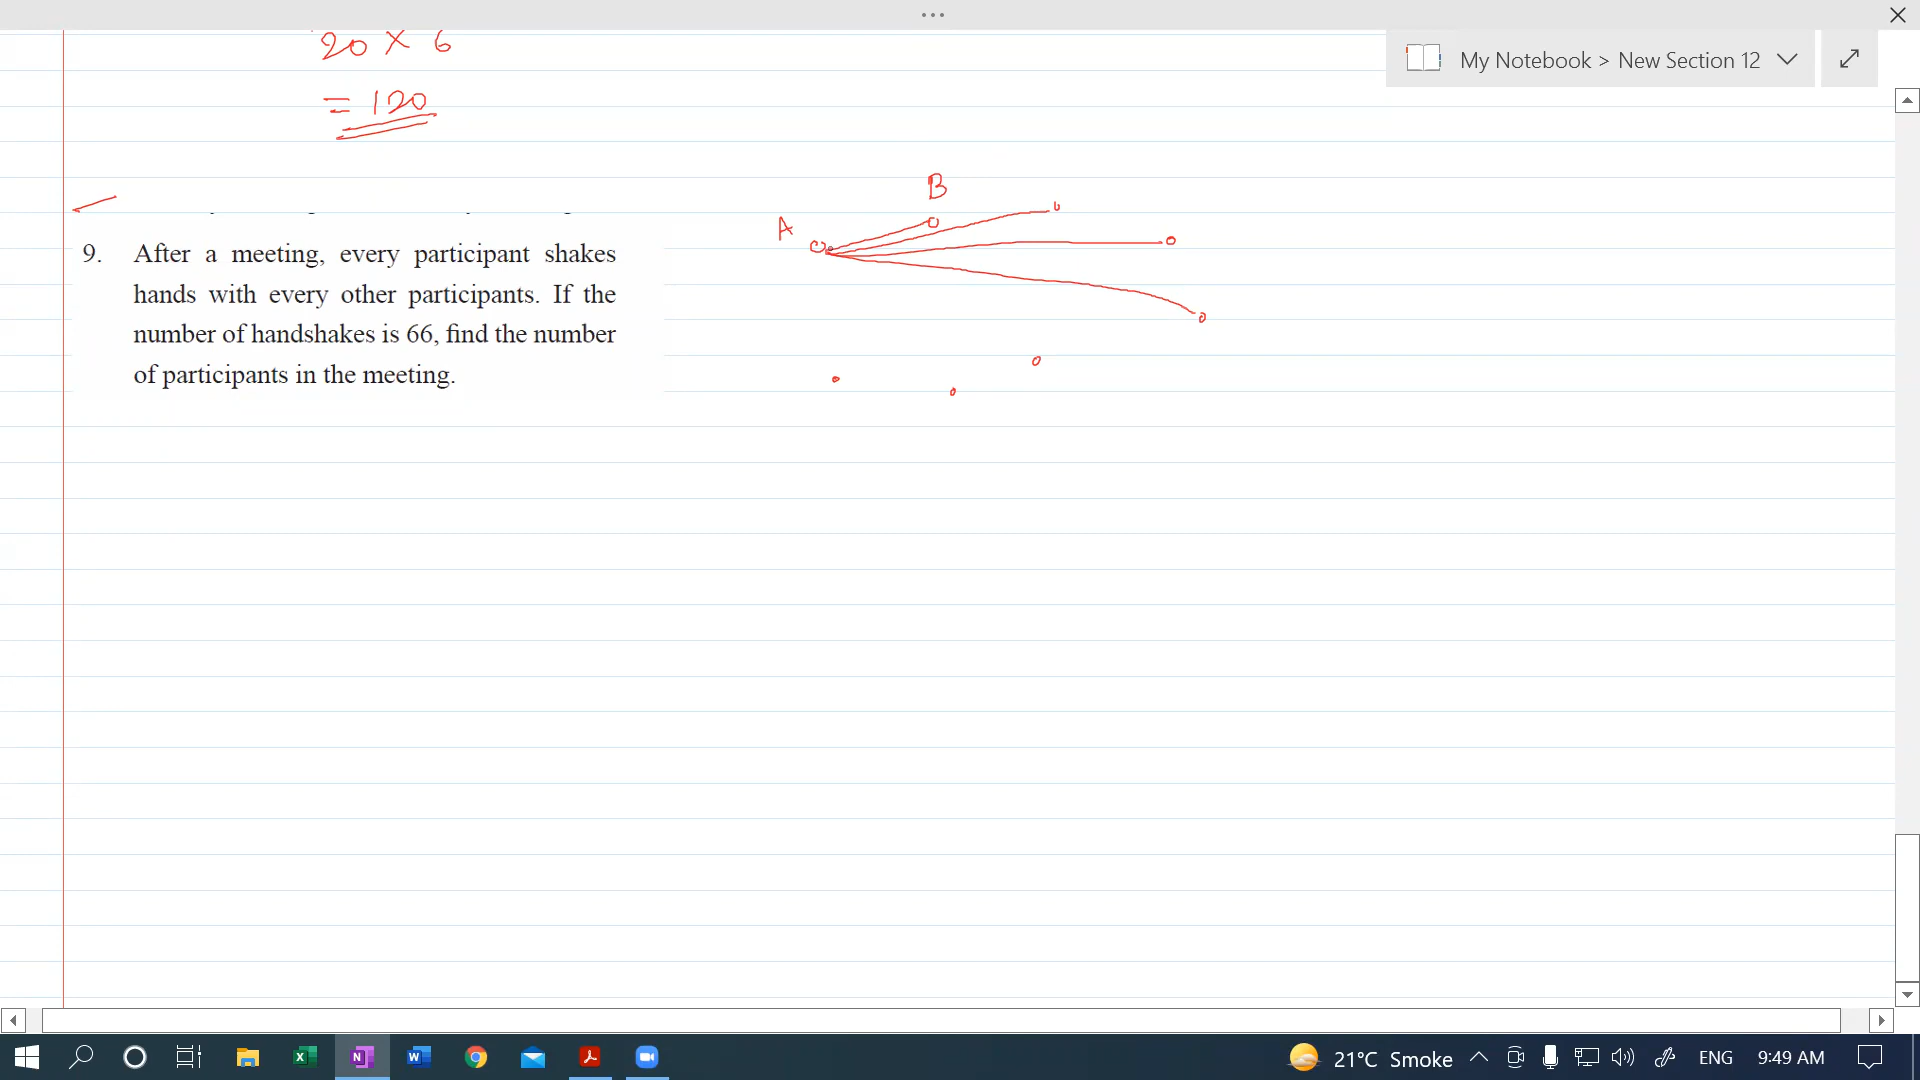 20 × 6
= 120
My Notebook > New Section 12
B
A
9. After a meeting, every participant shakes
hands with every other participants. If the
number of handshakes is 66, find the number
of participants in the meeting.
21°C Smoke
ENG
9:49 AM